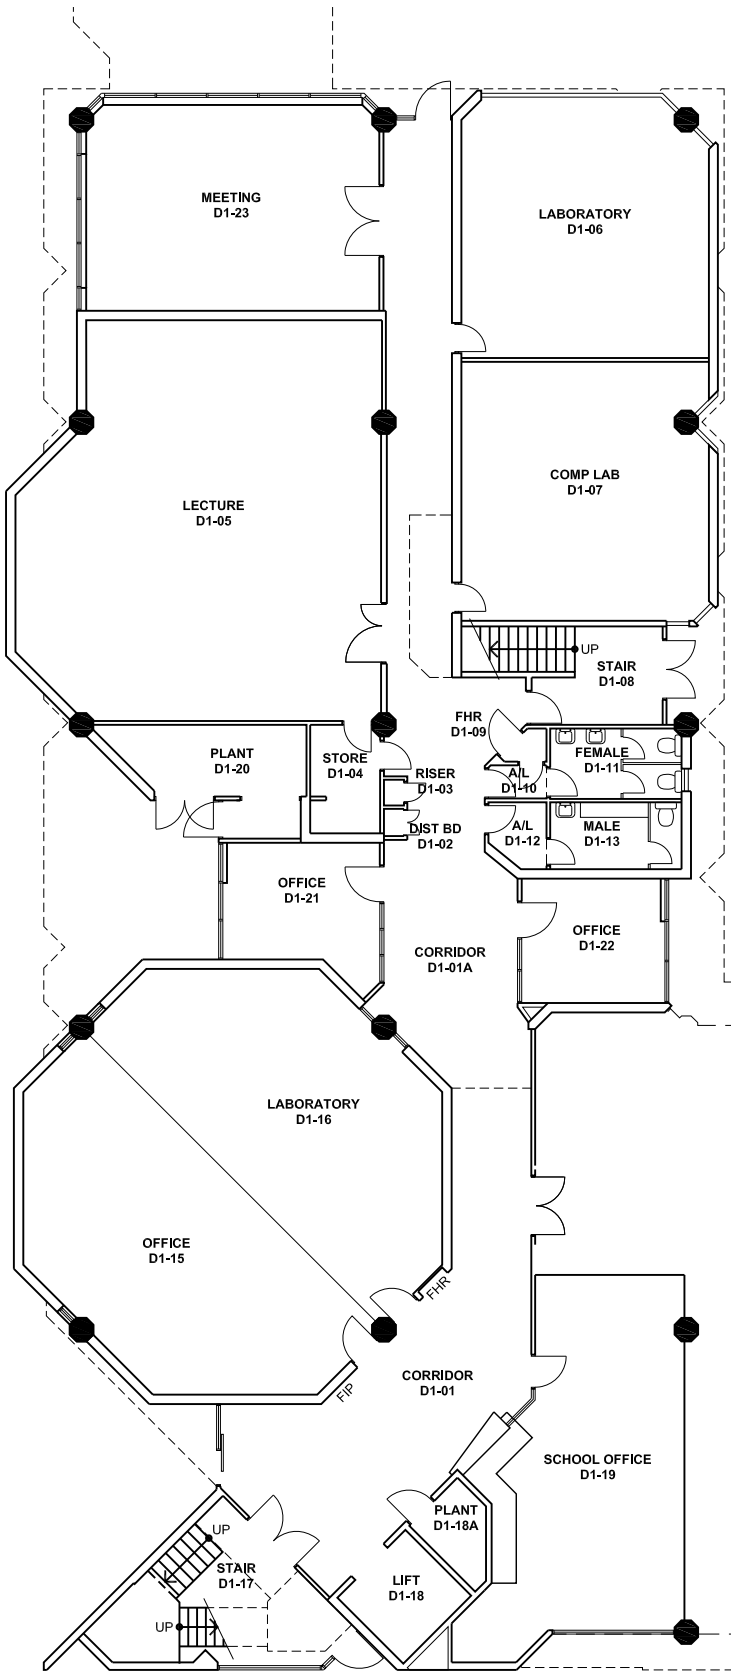 MEETING
D1-23
LABORATORY
D1-06
COMP LAB
D1-07
LECTURE
D1-05
UP
STAIR
D1-08
FHR
D1-09
FEMALE
D1-11
PLANT
D1-20
STORE
D1-04
RISER
D1-03
A/L
D1-10
DIST BD
D1-02
A/L
D1-12
MALE
D1-13
OFFICE
D1-21
OFFICE
D1-22
CORRIDOR
D1-01A
LABORATORY
D1-16
OFFICE
D1-15
FHR
FIP
CORRIDOR
D1-01
SCHOOL OFFICE
D1-19
PLANT
D1-18A
UP
STAIR
D1-17
LIFT
D1-18
UP